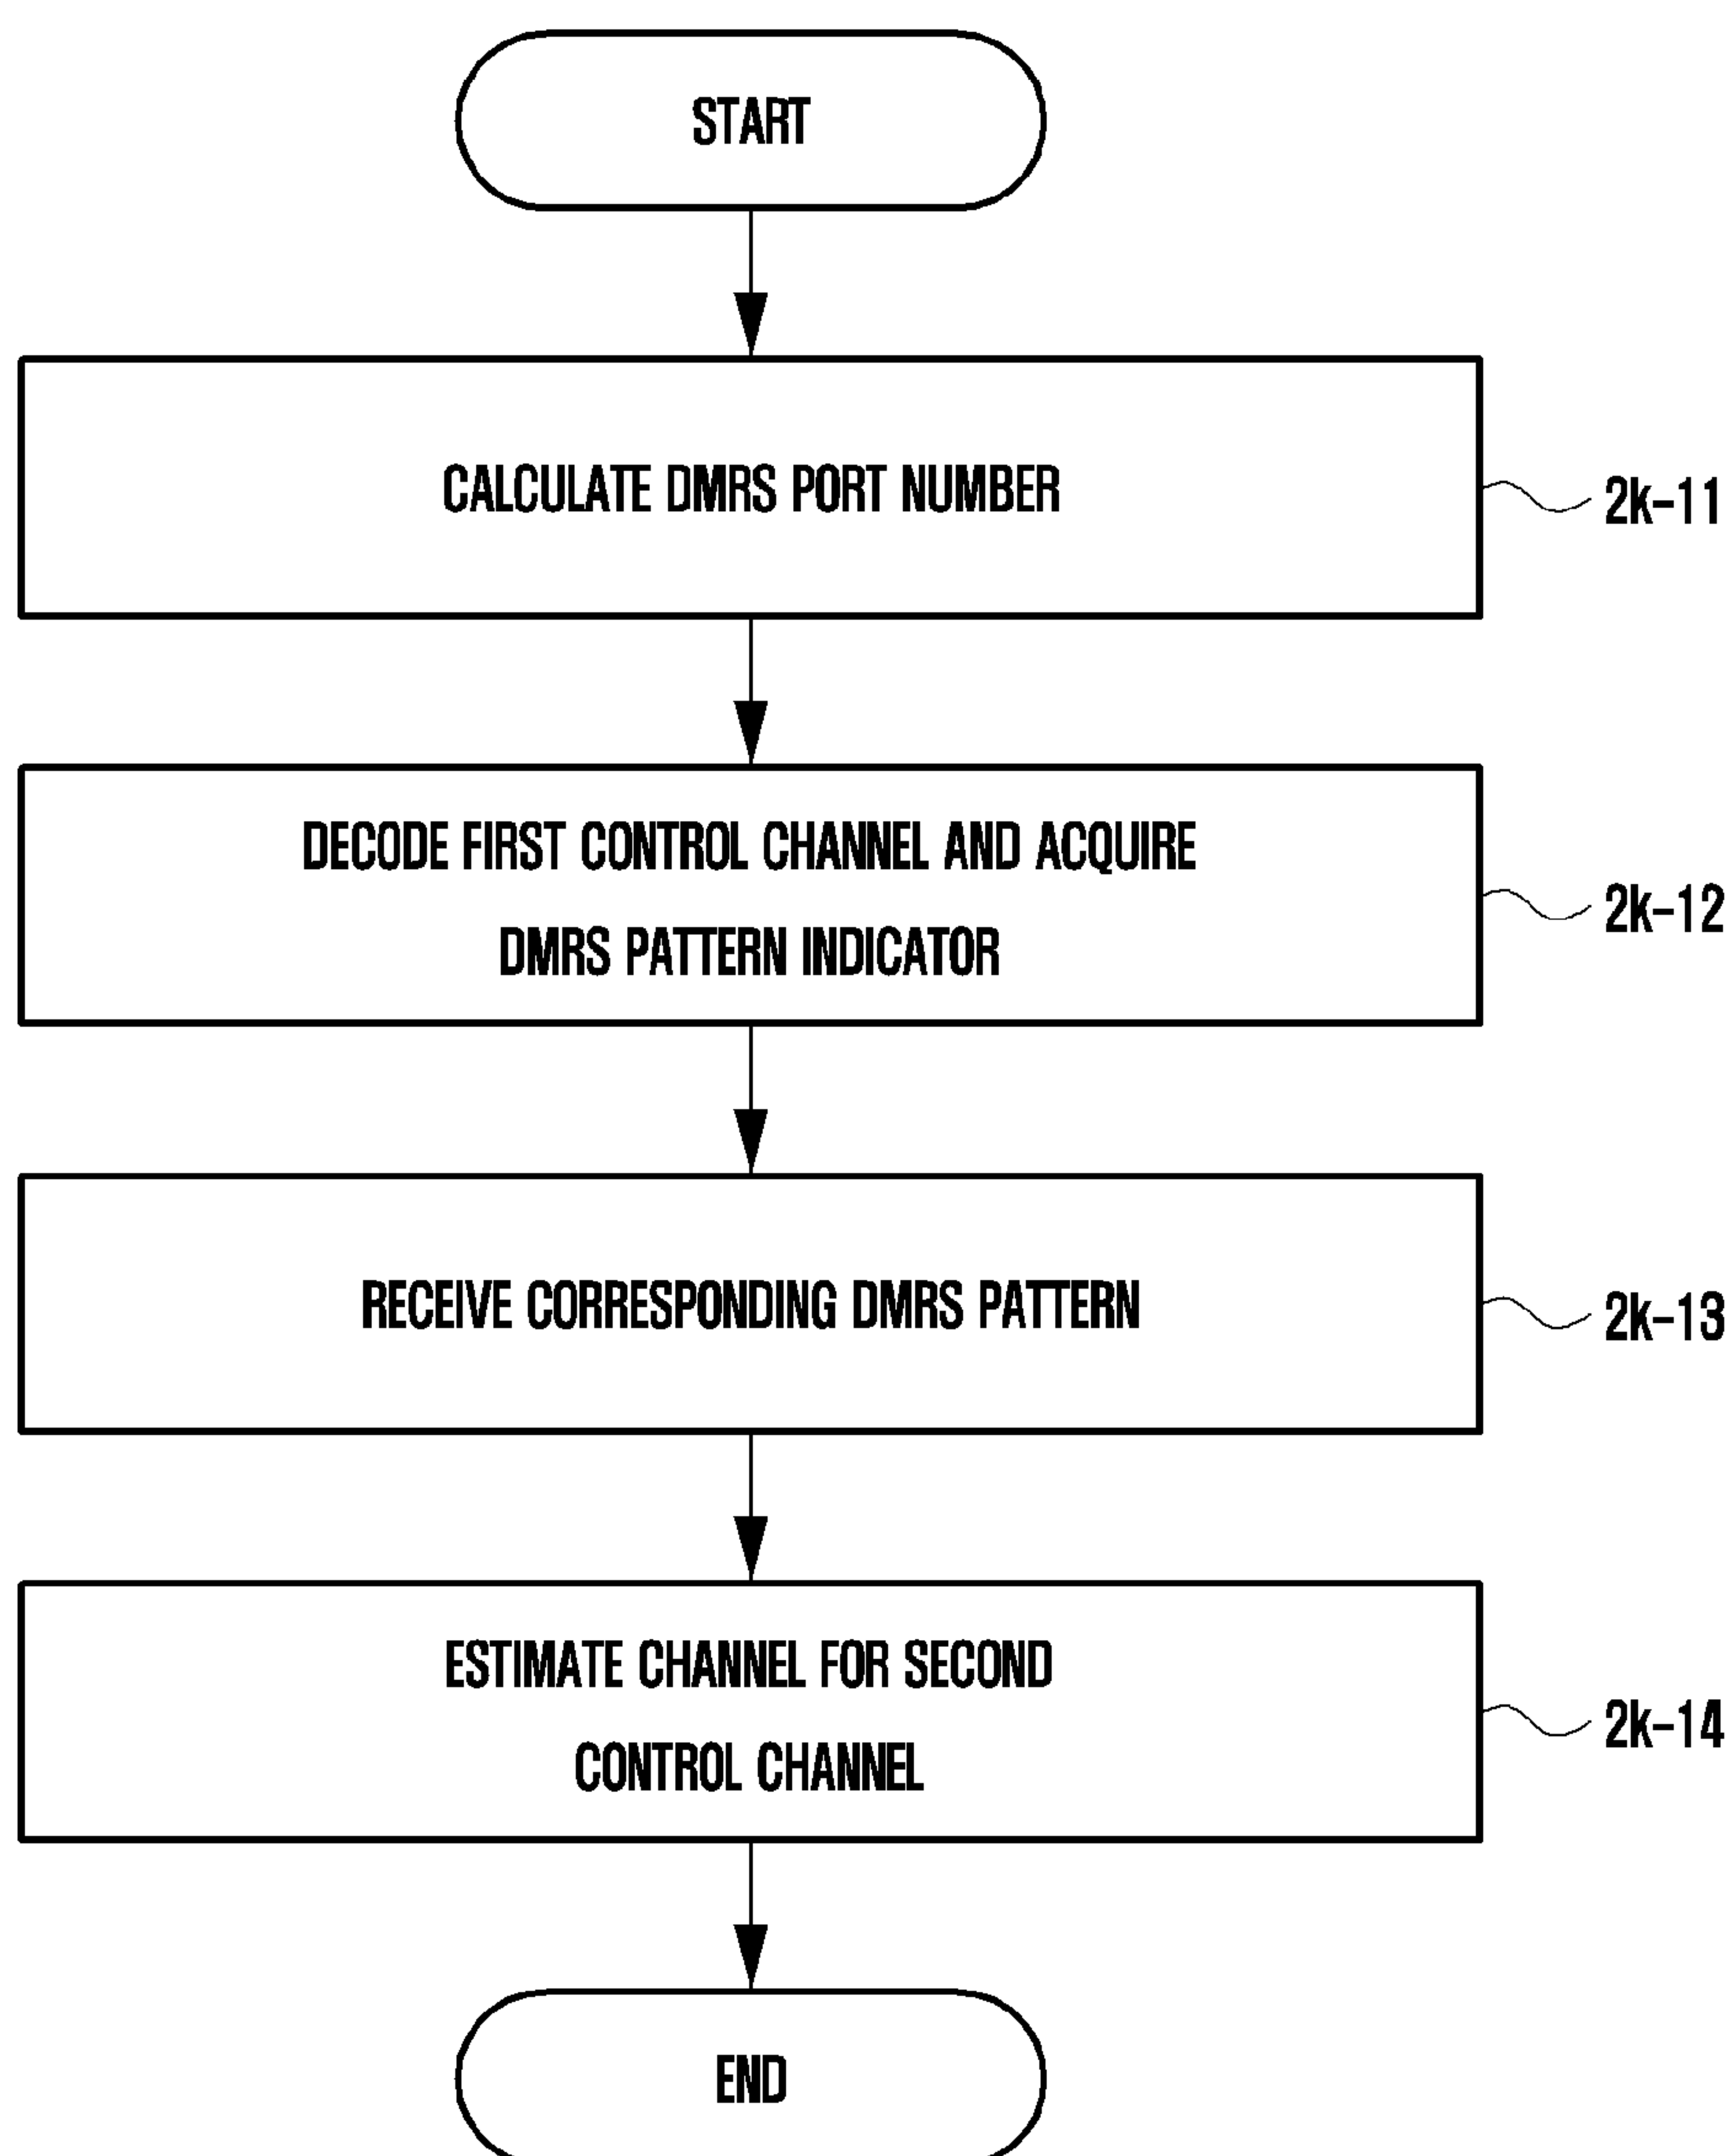 START
CALCULATE DMRS PORT NUMBER
2k-11
DECODE FIRST CONTROL CHANNEL AND ACQUIRE
DMRS PATTERN INDICATOR
2k-12
RECEIVE CORRESPONDING DMRS PATTERN
2k-13
ESTIMATE CHANNEL FOR SECOND
CONTROL CHANNEL
2k-14
END